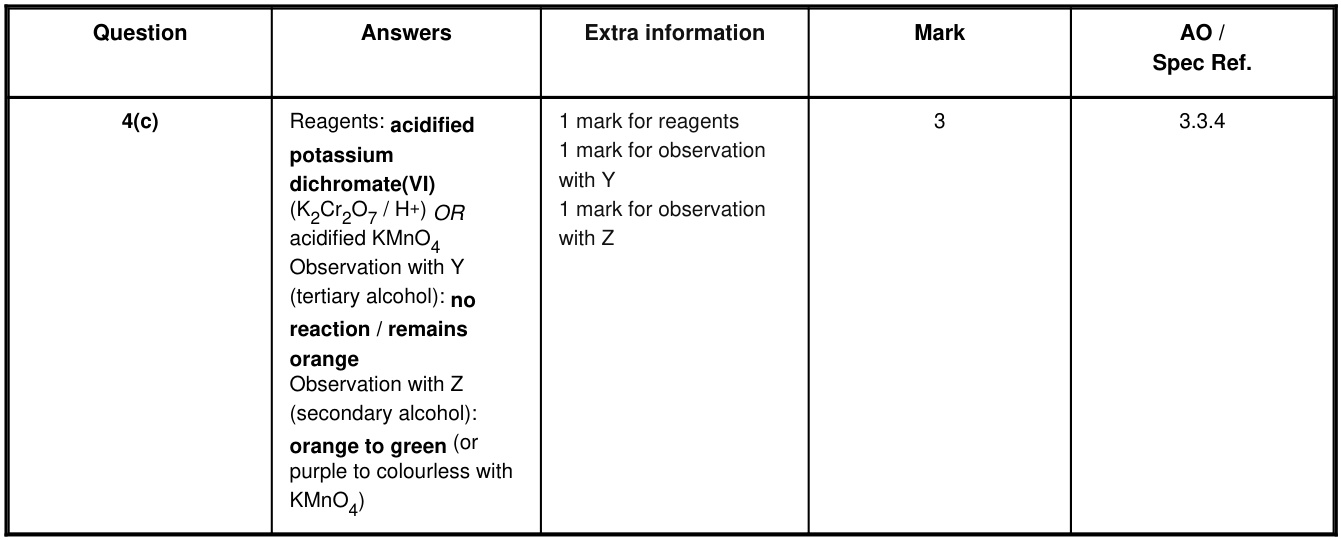 Question Answers Extra information Mark AO /
Spec Ref.
4(c)
Reagents: acidified
potassium
dichromate(VI)
(K2Cr2O7 / H+) OR
acidified KMnO4
Observation with Y
(tertiary alcohol): no
reaction / remains
orange
Observation with Z
(secondary alcohol):
orange to green (or
purple to colourless with
KMnO4)
1 mark for reagents
1 mark for observation
with Y
1 mark for observation
with Z
3
3.3.4